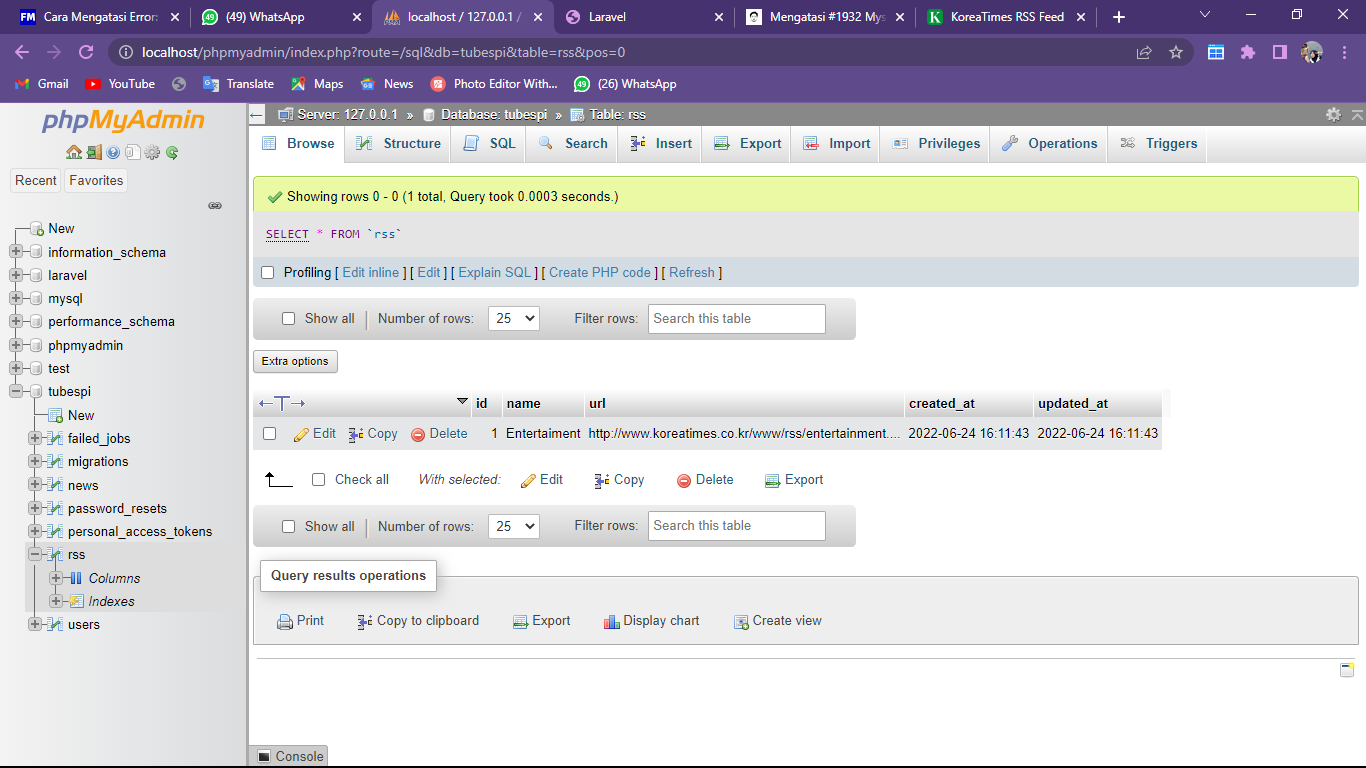 Cara Mengatasi Error:
(49) WhatsApp
localhost / 127.0.0.1 /
Laravel
Mengatasi #1932 Mys
KoreaTimes RSS Feed
localhost/phpmyadmin/index.php?route=/sql&db=tubespi&table=rss&pos=0
Gmail YouTube Translate Maps News Photo Editor With... (26) WhatsApp
phpMyAdmin
Recent Favorites
New
information_schema
laravel
mysql
performance_schema
phpmyadmin
test
tubespi
New
failed_jobs
migrations
news
password_resets
personal_access_tokens
rss
Columns
Indexes
users
Server: 127.0.0.1 » Database: tubespi » Table: rss
Browse Structure SQL Search Insert Export Import Privileges Operations Triggers
Showing rows 0 - 0 (1 total, Query took 0.0003 seconds.)
SELECT * FROM `rss`
Profiling [ Edit inline ] [ Edit ] [ Explain SQL ] [ Create PHP code ] [ Refresh ]
Show all | Number of rows: 25 Filter rows: Search this table
Extra options
←T→ id name url created_at updated_at
Edit Copy Delete 1 Entertaiment http://www.koreatimes.co.kr/www/rss/entertainment.... 2022-06-24 16:11:43 2022-06-24 16:11:43
Check all With selected: Edit Copy Delete Export
Show all | Number of rows: 25 Filter rows: Search this table
Query results operations
Print Copy to clipboard Export Display chart Create view
Console